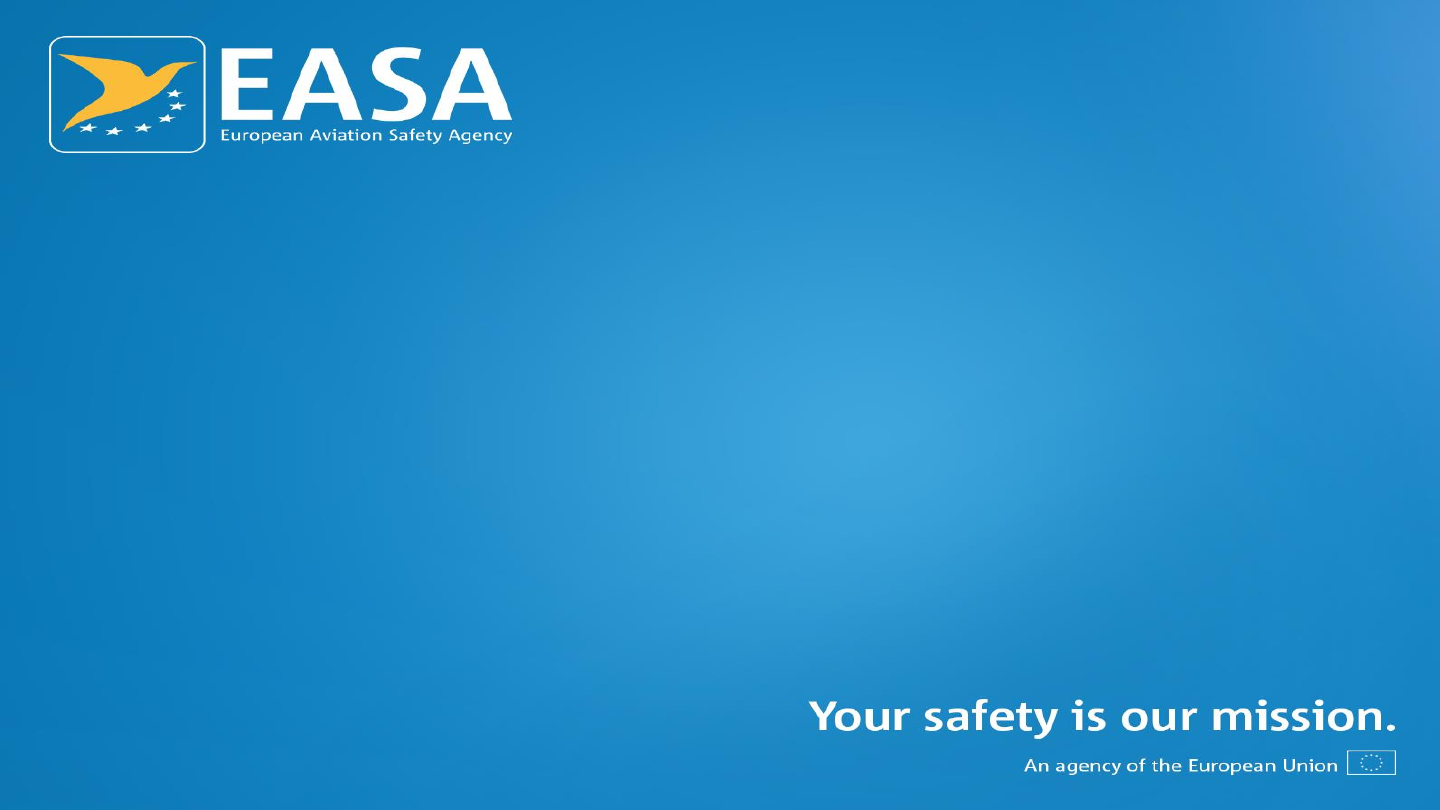 EASA
European Aviation Safety Agency
Your safety is our mission.
An agency of the European Union